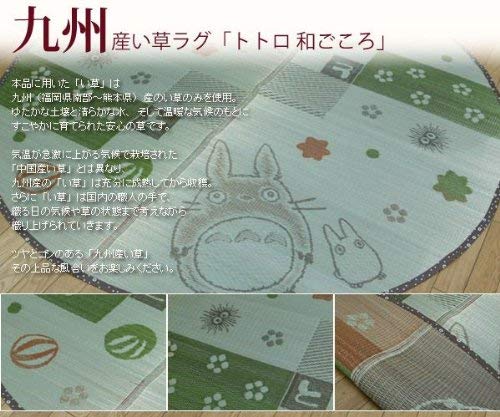 九州産い草ラグ「トトロ 和ごころ」
本品に用いた「い草」は
九州（福岡県南部～熊本県）産のい草のみを使用。
ゆたかな土壌と清らかな水、そして温暖な気候のもとに
すこやかに育てられた安心の草です。
気温が急激に上がる気候で栽培された
「中国産い草」とは異なり、
九州産の「い草」は充分に成熟してから収穫。
さらに「い草」は国内の職人の手で、
織る日の気候や草の状態まで考えながら
織り上げられていきます。
ツヤとコシのある「九州産い草」
その上品な風合いをお楽しみください。